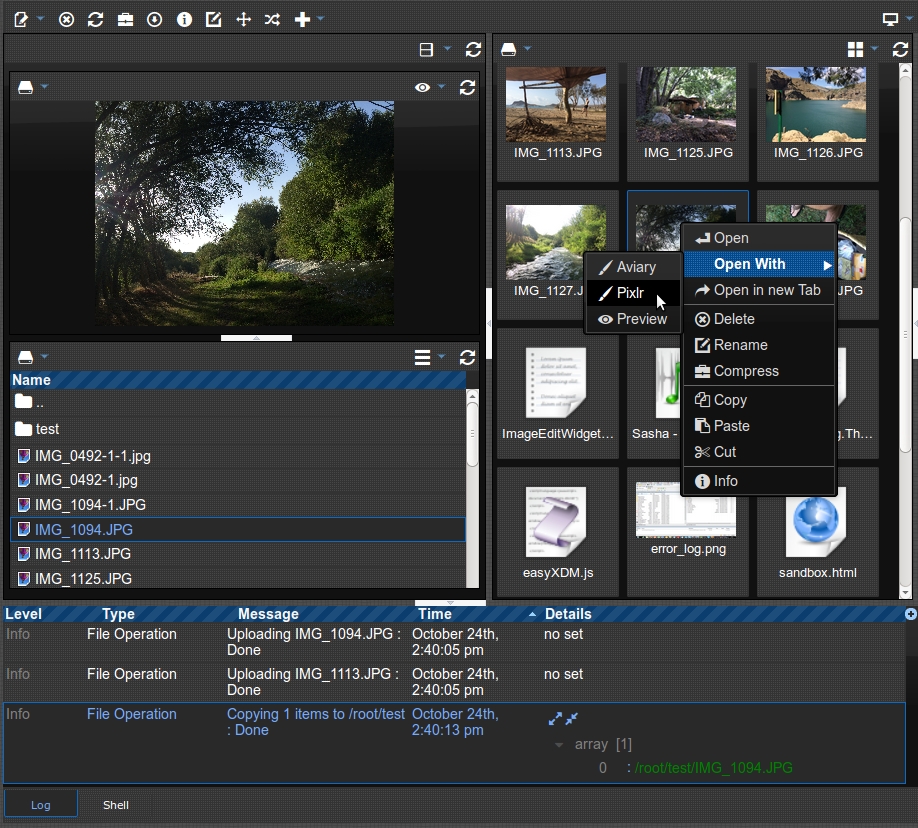 IMG_1113.JPG
IMG_1125.JPG
IMG_1126.JPG
IMG_1127.J
JPG
Open
Open With
Open in new Tab
Delete
Rename
Compress
Copy
Paste
Cut
Info
Aviary
Pixlr
Preview
ImageEditWidget...
Sasha -
g.Th...
easyXDM.js
error_log.png
sandbox.html
Name
..
test
IMG_0492-1-1.jpg
IMG_0492-1.jpg
IMG_1094-1.JPG
IMG_1094.JPG
IMG_1113.JPG
IMG_1125.JPG
Level Type Message Time Details
Info File Operation Uploading IMG_1094.JPG : October 24th, no set
Done 2:40:05 pm
Info File Operation Uploading IMG_1113.JPG : October 24th, no set
Done 2:40:05 pm
Info File Operation Copying 1 items to /root/test October 24th,
: Done 2:40:13 pm
array [1]
0 : /root/test/IMG_1094.JPG
Log Shell